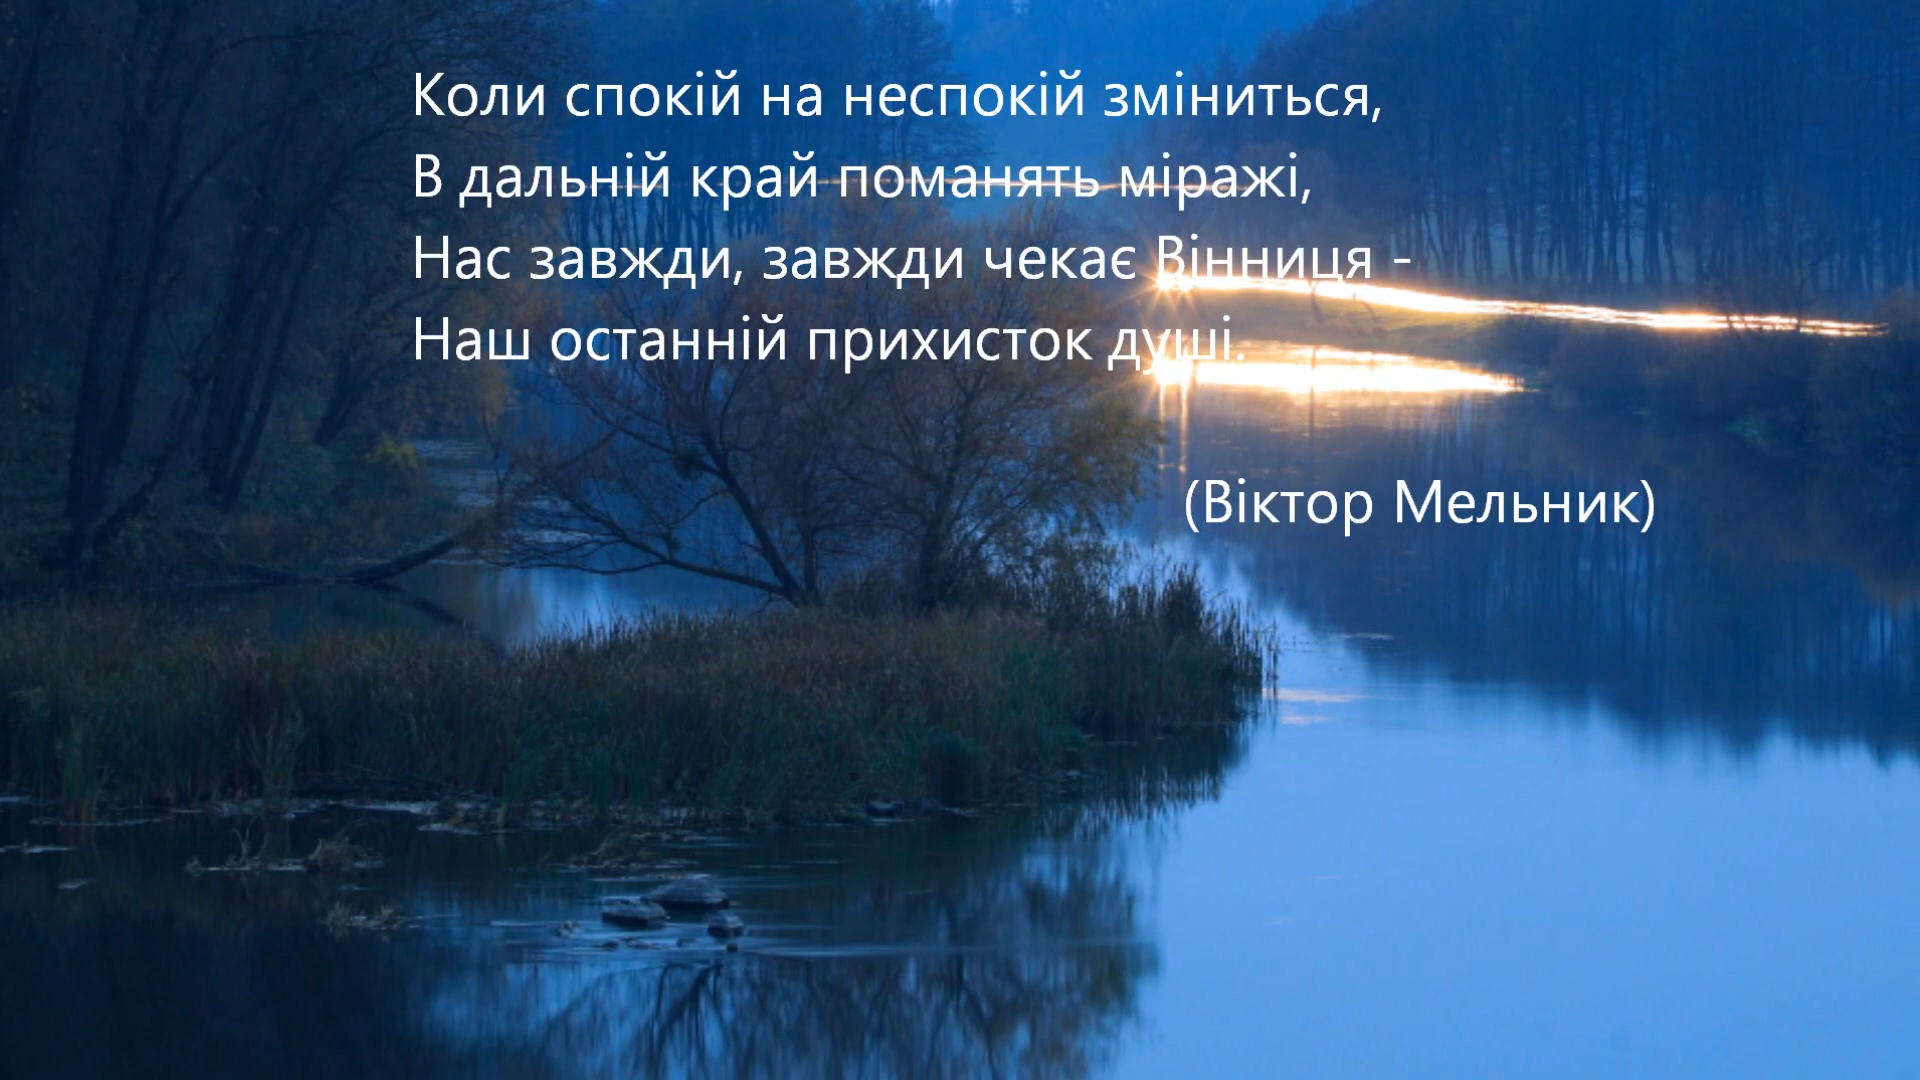 Коли спокій на неспокій зміниться,
В дальній край поманять міражі,
Нас завжди, завжди чекає Вінниця -
Наш останній прихисток душі.
(Віктор Мельник)